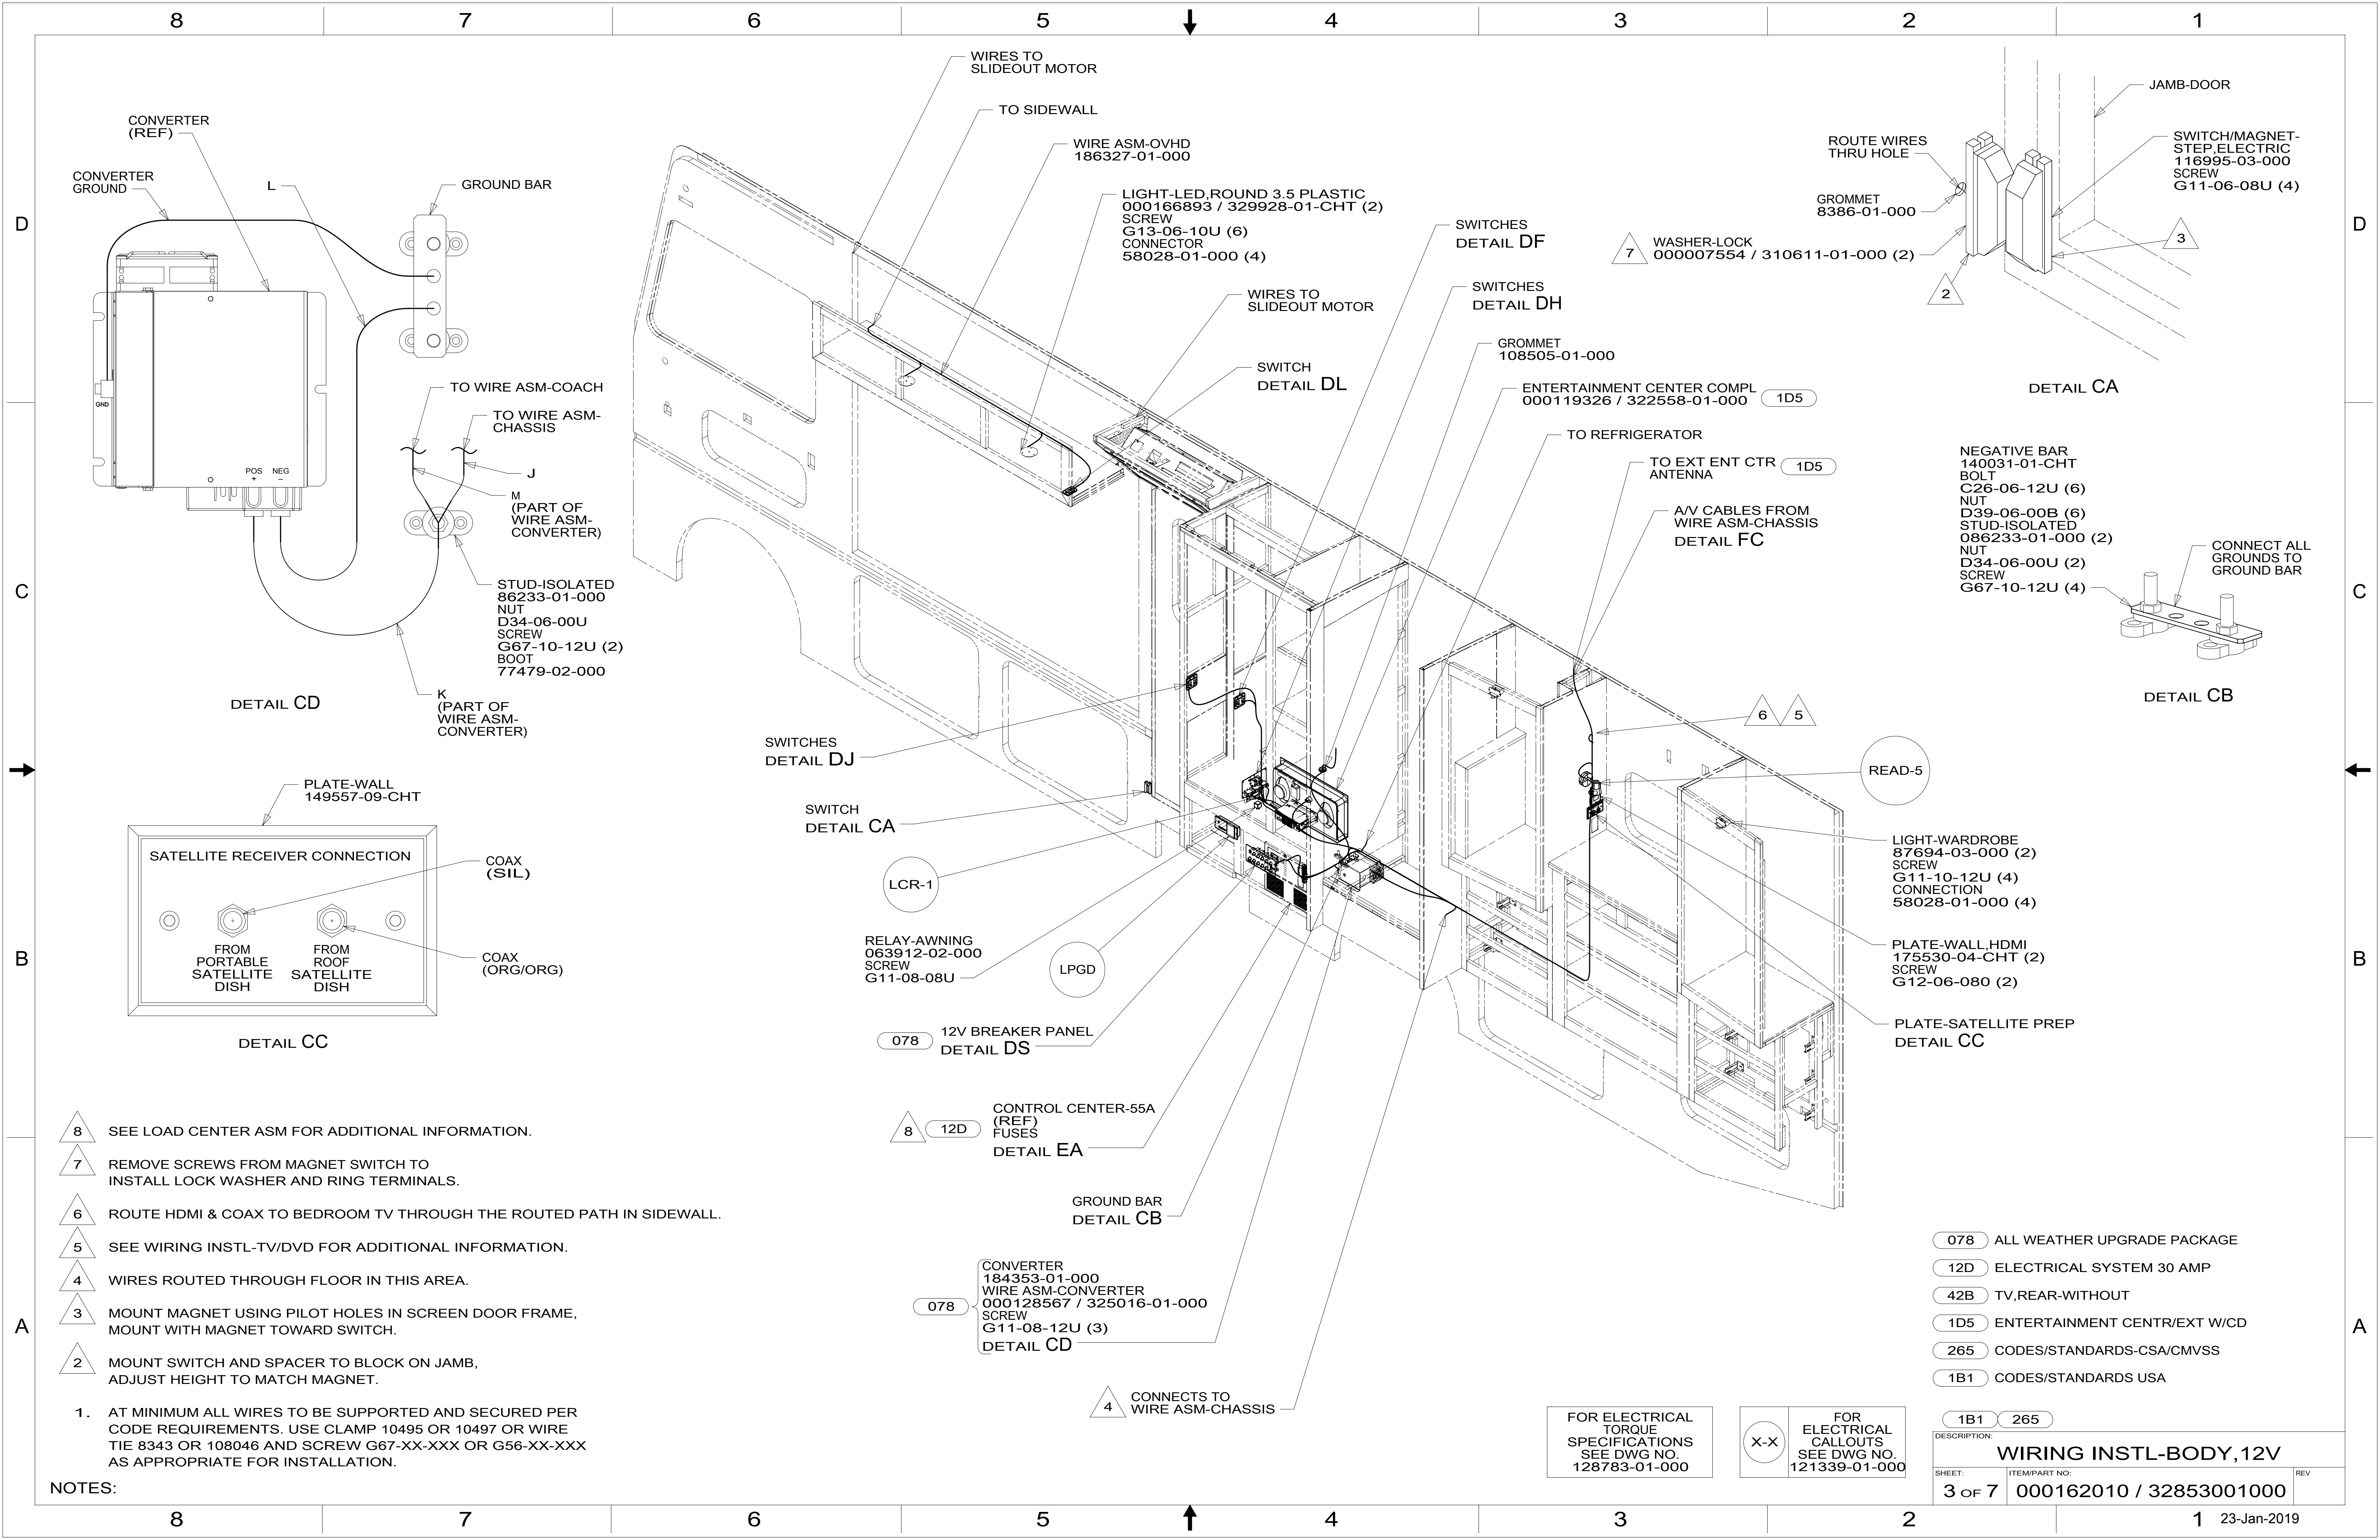 8 7 6 5 4 3 2 1
D
C
B
A
CONVERTER
(REF)
CONVERTER
GROUND
L
GROUND BAR
GND
POS
+
NEG
–
TO WIRE ASM-COACH
TO WIRE ASM-
CHASSIS
J
M
(PART OF
WIRE ASM-
CONVERTER)
STUD-ISOLATED
86233-01-000
NUT
D34-06-00U
SCREW
G67-10-12U (2)
BOOT
77479-02-000
K
(PART OF
WIRE ASM-
CONVERTER)
DETAIL CD
PLATE-WALL
149557-09-CHT
SATELLITE RECEIVER CONNECTION
COAX
(SIL)
FROM
PORTABLE
SATELLITE
DISH
FROM
ROOF
SATELLITE
DISH
COAX
(ORG/ORG)
DETAIL CC
WIRES TO
SLIDEOUT MOTOR
TO SIDEWALL
WIRE ASM-OVHD
186327-01-000
LIGHT-LED,ROUND 3.5 PLASTIC
000166893 / 329928-01-CHT (2)
SCREW
G13-06-10U (6)
CONNECTOR
58028-01-000 (4)
WIRES TO
SLIDEOUT MOTOR
SWITCH
DETAIL DL
SWITCHES
DETAIL DF
SWITCHES
DETAIL DH
GROMMET
108505-01-000
ENTERTAINMENT CENTER COMPL
000119326 / 322558-01-000
1D5
TO REFRIGERATOR
TO EXT ENT CTR
ANTENNA
1D5
A/V CABLES FROM
WIRE ASM-CHASSIS
DETAIL FC
JAMB-DOOR
ROUTE WIRES
THRU HOLE
GROMMET
8386-01-000
7
WASHER-LOCK
000007554 / 310611-01-000 (2)
SWITCH/MAGNET-
STEP,ELECTRIC
116995-03-000
SCREW
G11-06-08U (4)
3
2
DETAIL CA
NEGATIVE BAR
140031-01-CHT
BOLT
C26-06-12U (6)
NUT
D39-06-00B (6)
STUD-ISOLATED
086233-01-000 (2)
NUT
D34-06-00U (2)
SCREW
G67-10-12U (4)
CONNECT ALL
GROUNDS TO
GROUND BAR
DETAIL CB
6 5
READ-5
SWITCHES
DETAIL DJ
SWITCH
DETAIL CA
LCR-1
RELAY-AWNING
063912-02-000
SCREW
G11-08-08U
LPGD
078
12V BREAKER PANEL
DETAIL DS
8
12D
CONTROL CENTER-55A
(REF)
FUSES
DETAIL EA
GROUND BAR
DETAIL CB
078
CONVERTER
184353-01-000
WIRE ASM-CONVERTER
000128567 / 325016-01-000
SCREW
G11-08-12U (3)
DETAIL CD
4
CONNECTS TO
WIRE ASM-CHASSIS
LIGHT-WARDROBE
87694-03-000 (2)
SCREW
G11-10-12U (4)
CONNECTION
58028-01-000 (4)
PLATE-WALL,HDMI
175530-04-CHT (2)
SCREW
G12-06-080 (2)
PLATE-SATELLITE PREP
DETAIL CC
8 SEE LOAD CENTER ASM FOR ADDITIONAL INFORMATION.
7 REMOVE SCREWS FROM MAGNET SWITCH TO
INSTALL LOCK WASHER AND RING TERMINALS.
6 ROUTE HDMI & COAX TO BEDROOM TV THROUGH THE ROUTED PATH IN SIDEWALL.
5 SEE WIRING INSTL-TV/DVD FOR ADDITIONAL INFORMATION.
4 WIRES ROUTED THROUGH FLOOR IN THIS AREA.
3 MOUNT MAGNET USING PILOT HOLES IN SCREEN DOOR FRAME,
MOUNT WITH MAGNET TOWARD SWITCH.
2 MOUNT SWITCH AND SPACER TO BLOCK ON JAMB,
ADJUST HEIGHT TO MATCH MAGNET.
1. AT MINIMUM ALL WIRES TO BE SUPPORTED AND SECURED PER
CODE REQUIREMENTS. USE CLAMP 10495 OR 10497 OR WIRE
TIE 8343 OR 108046 AND SCREW G67-XX-XXX OR G56-XX-XXX
AS APPROPRIATE FOR INSTALLATION.
NOTES:
078 ALL WEATHER UPGRADE PACKAGE
12D ELECTRICAL SYSTEM 30 AMP
42B TV,REAR-WITHOUT
1D5 ENTERTAINMENT CENTR/EXT W/CD
265 CODES/STANDARDS-CSA/CMVSS
1B1 CODES/STANDARDS USA
1B1 265
FOR ELECTRICAL
TORQUE
SPECIFICATIONS
SEE DWG NO.
128783-01-000
X-X
FOR
ELECTRICAL
CALLOUTS
SEE DWG NO.
121339-01-000
DESCRIPTION:
WIRING INSTL-BODY,12V
SHEET:
3 OF 7
ITEM/PART NO:
000162010 / 32853001000
REV
D
C
B
A
8 7 6 5 4 3 2 1
23-Jan-2019